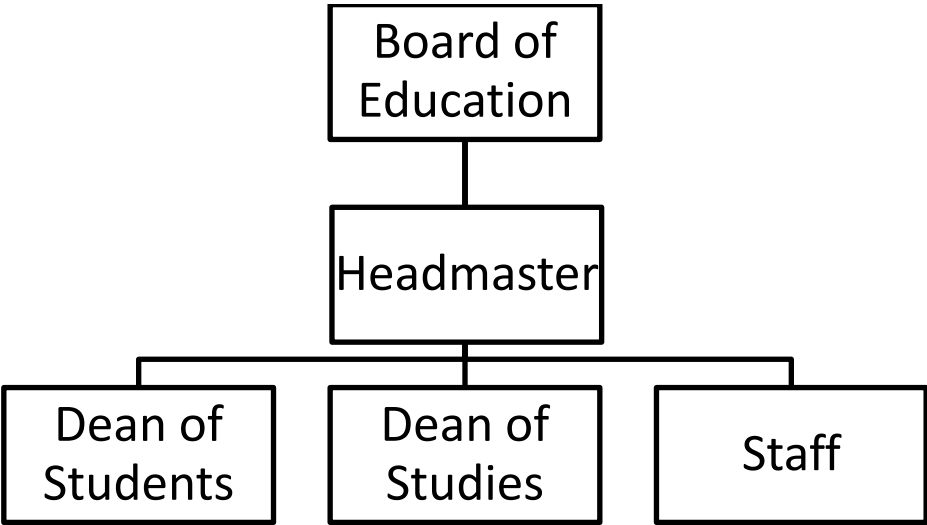 Board of
Education
Headmaster
Dean of
Students
Dean of
Studies
Staff